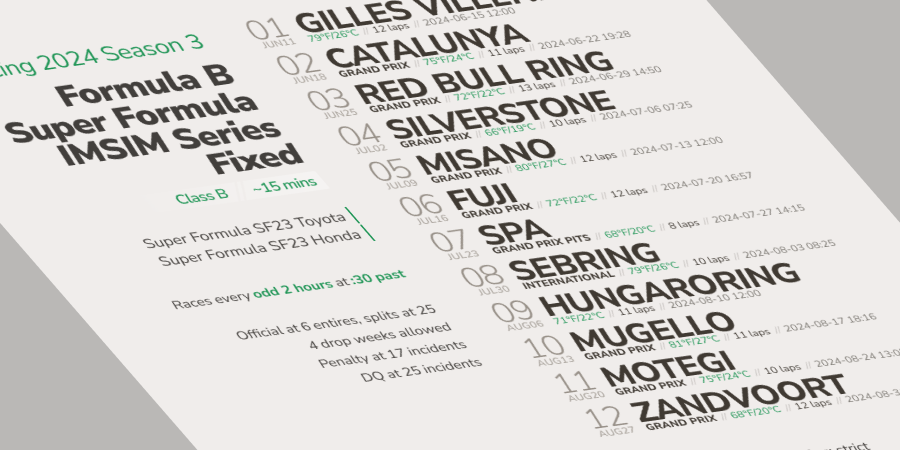 2024 Season 3
Formula B
Super Formula
IMSIM Series
Fixed
Class B ~15 mins
Super Formula SF23 Toyota
Super Formula SF23 Honda
Races every odd 2 hours at :30 past
Official at 6 entires, splits at 25
4 drop weeks allowed
Penalty at 17 incidents
DQ at 25 incidents
01 GILLES
JUN11 79°F/26°C // 12 laps // 2024-06-15 12:00
02 CATALUNYA
JUN18 GRAND PRIX // 75°F/24°C // 11 laps // 2024-06-22 19:28
03 RED BULL RING
JUN25 GRAND PRIX // 72°F/22°C // 13 laps // 2024-06-29 14:50
04 SILVERSTONE
JUL02 GRAND PRIX // 66°F/19°C // 10 laps // 2024-07-06 07:25
05 MISANO
JUL09 GRAND PRIX // 80°F/27°C // 12 laps // 2024-07-13 12:00
06 FUJI
JUL16 GRAND PRIX // 72°F/22°C // 12 laps // 2024-07-20 16:57
07 SPA
JUL23 GRAND PRIX PITS // 68°F/20°C // 8 laps // 2024-07-27 14:15
08 SEBRING
JUL30 INTERNATIONAL // 79°F/26°C // 10 laps // 2024-08-03 08:25
09 HUNGARORING
AUG06 71°F/22°C // 11 laps // 2024-08-10 12:00
10 MUGELLO
AUG13 GRAND PRIX // 81°F/27°C // 11 laps // 2024-08-17 18:16
11 MOTEGI
AUG20 GRAND PRIX // 75°F/24°C // 10 laps // 2024-08-24
12 ZANDVOORT
AUG27 GRAND PRIX // 68°F/20°C // 12 laps
strict